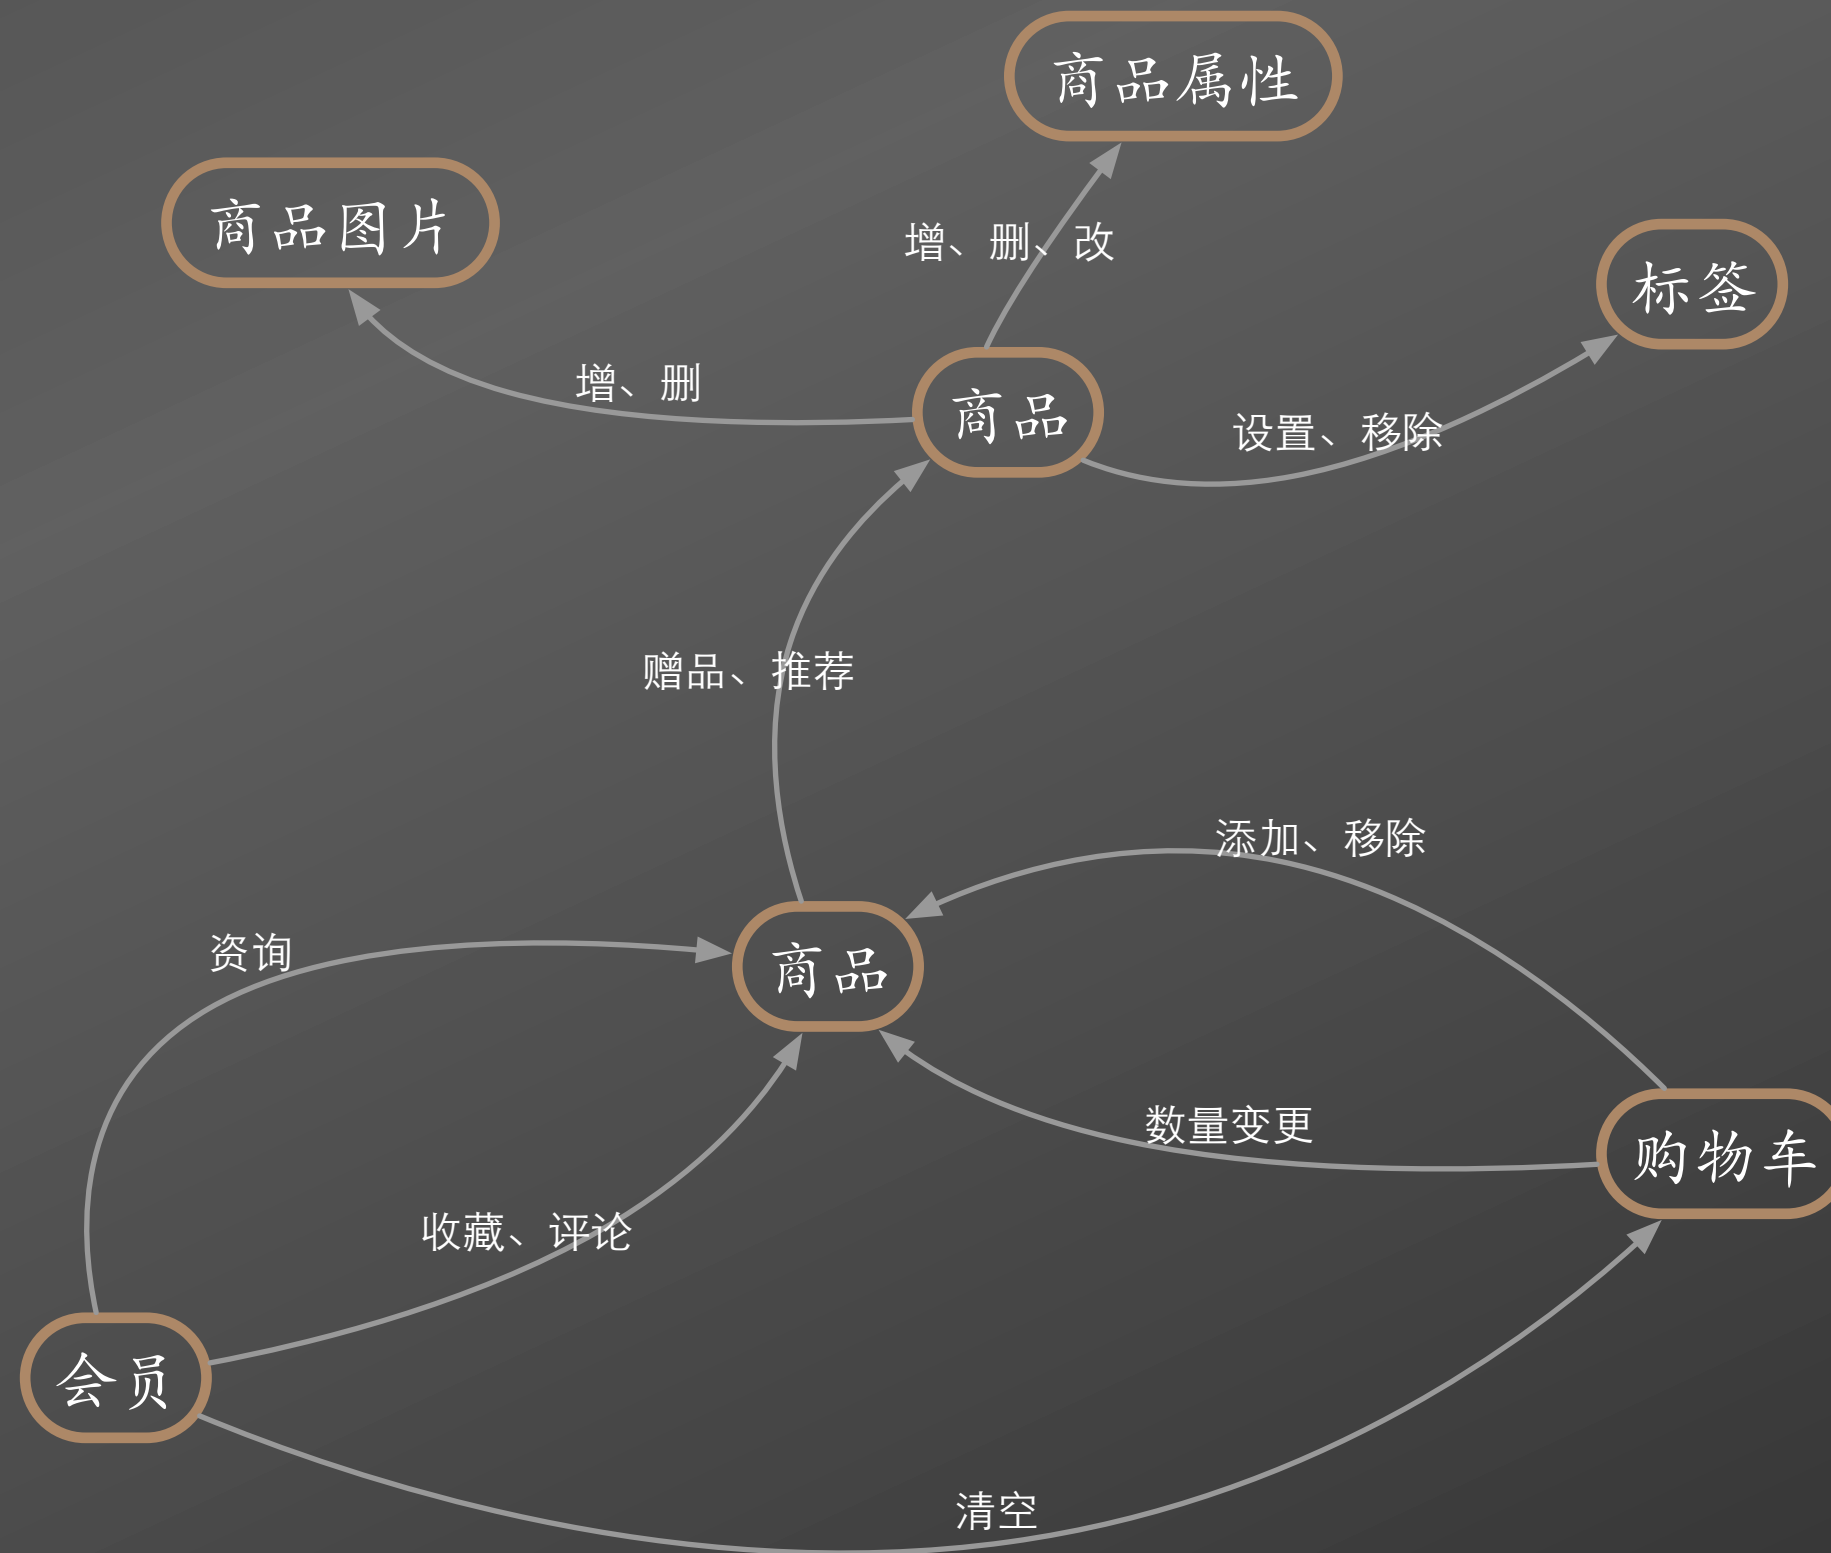 商品属性
商品图片
增、删、改
标签
增、删
商品
设置、移除
赠品、推荐
添加、移除
资询
商品
数量变更
购物车
收藏、评论
会员
清空